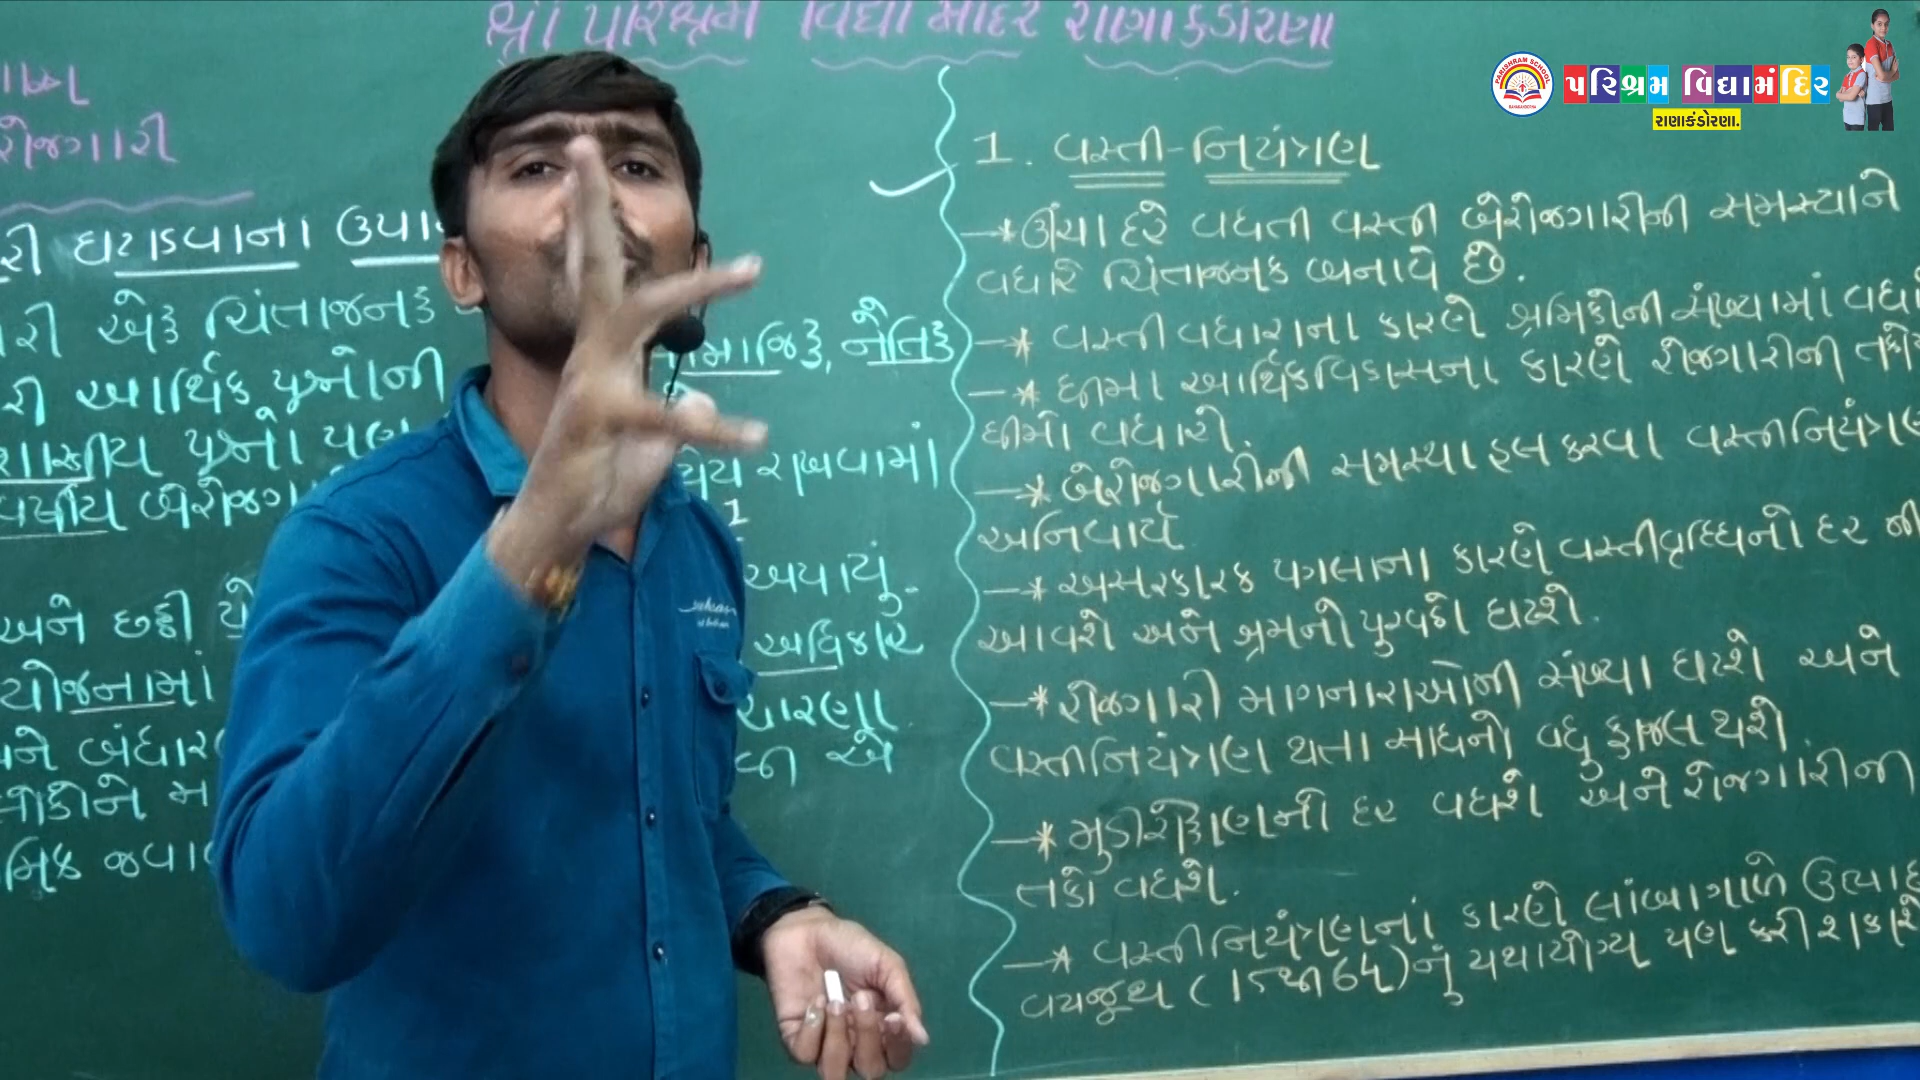 શ્રી પરિશ્રમ વિદ્યા મંદિર રાણાકંડોરણા
PARISHRAM SCHOOL
પરિશ્રમ વિદ્યામંદિર
રાણાકંડોરણા.
રોજગારી
રી ઘટાડવાના ઉપા
રી એક ચિંતાજનક
સામાજિક, નૈતિક
રી આર્થિક પ્રશ્નોની
શાસ્ત્રીય પ્રશ્નો પણ
ધ્યેય રાખવામાં
વર્ષીય બેરોજગા
1
અપાયું.
અને છઠ્ઠી યો
અધિકાર
યોજનામાં
ચારણા
અને બંધાર
ળી એ
લોકોને મ
મિક જવા
1. વસ્તી-નિયંત્રણ
→* ઊંચા દરે વધતી વસ્તી બેરોજગારીની સમસ્યાને
વધારે ચિંતાજનક બનાવે છે.
→* વસ્તીવધારાના કારણે શ્રમિકોની સંખ્યામાં વધા
→* ધીમા આર્થિકવિકાસના કારણે રોજગારીની તકો
ધીમી વધારો.
→* બેરોજગારીની સમસ્યા હલ કરવા વસ્તીનિયંત્રણ
અનિવાર્ય
→* અસરકારક પગલાના કારણે વસ્તીવૃધ્ધિનો દર ની
આવશે અને શ્રમનો પુરવઠો ઘટશે.
→* રોજગારી માગનારાઓની સંખ્યા ઘટશે અને
વસ્તીનિયંત્રણ થતા સાધનો વધુ ફાજલ થશે.
→* મુડીરોકાણની દર વધશે અને રોજગારીની
તકો વધશે.
→* વસ્તીનિયંત્રણનાં કારણે લાંબાગાળે ઉત્પાદ
વયજૂથ (15થી64)નું યથાયોગ્ય પણ કરી શકાશે